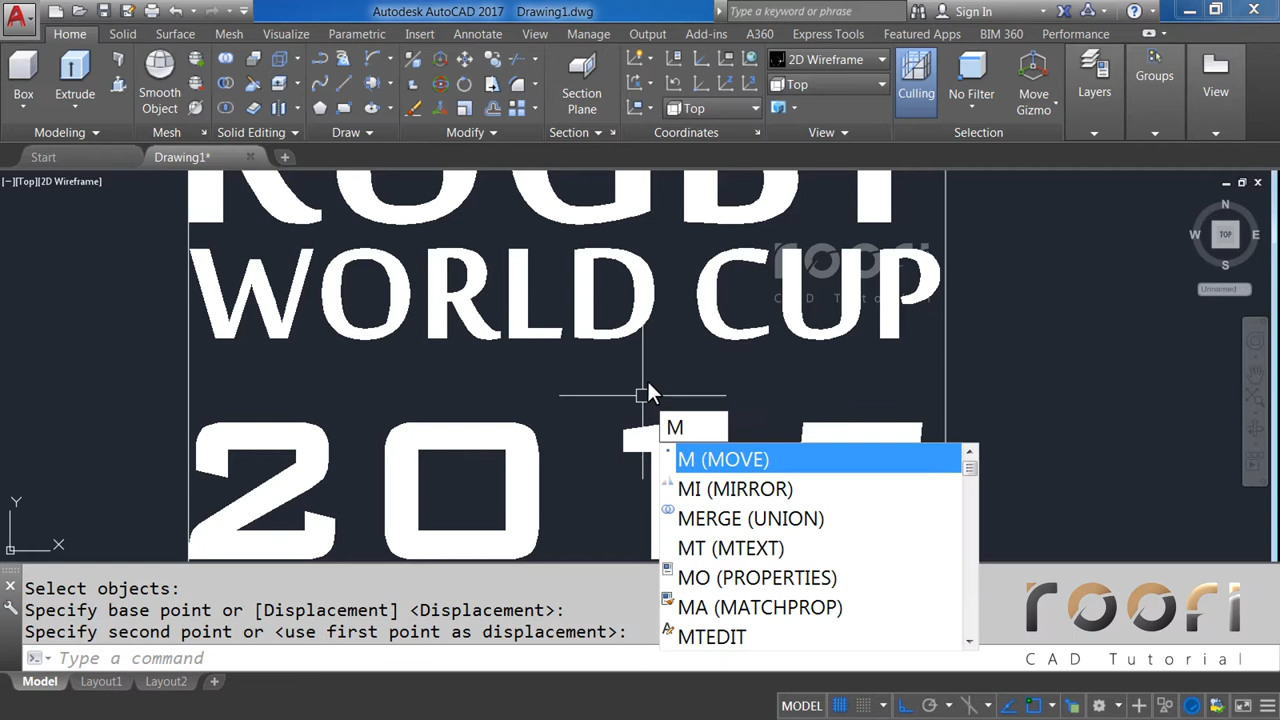 Autodesk AutoCAD 2017 Drawing1.dwg
Type a keyword or phrase
Sign In
Home Solid Surface Mesh Visualize Parametric Insert Annotate View Manage Output Add-ins A360 Express Tools Featured Apps BIM 360 Performance
Box
Extrude
Smooth Object
Section Plane
2D Wireframe
Top
Top
Culling
No Filter
Move Gizmo
Layers
Groups
View
Modeling Mesh Solid Editing Draw Modify Section Coordinates View Selection
Start Drawing1*
[−][Top][2D Wireframe]
RUGBY
WORLD CUP
roori
N
W TOP E
S
Unnamed
M
M (MOVE)
MI (MIRROR)
MERGE (UNION)
MT (MTEXT)
MO (PROPERTIES)
MA (MATCHPROP)
MTEDIT
Y
X
Select objects:
Specify base point or [Displacement] <Displacement>:
Specify second point or <use first point as displacement>:
Type a command
roori
CAD Tutorial
Model Layout1 Layout2
MODEL